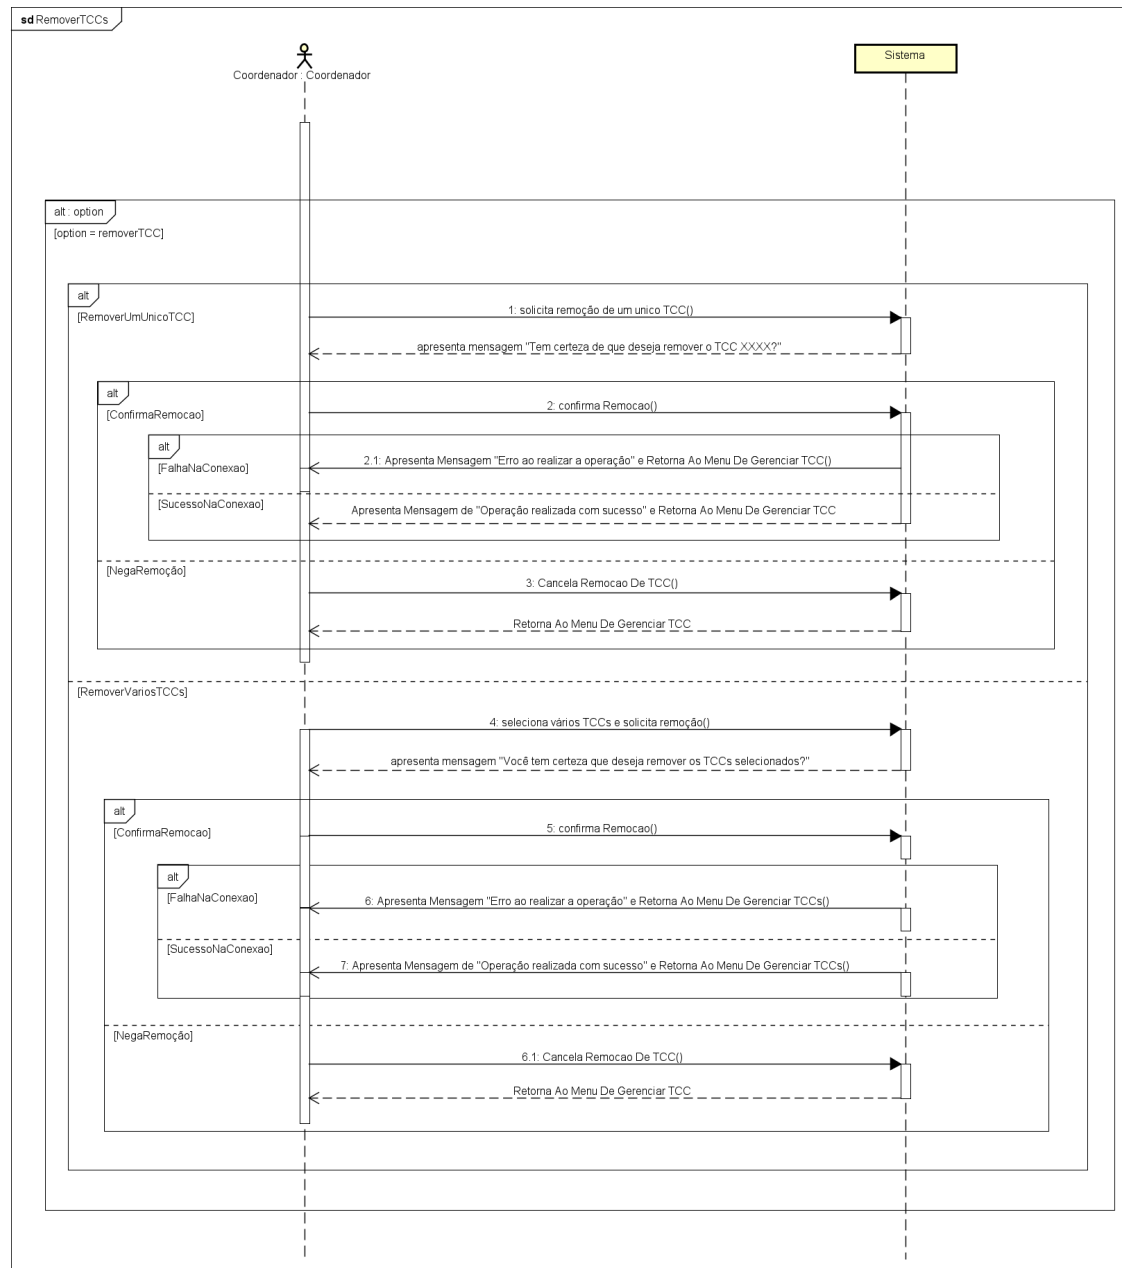 sd RemoverTCCs
Coordenador : Coordenador
Sistema
alt : option
[option = removerTCC]
alt
[RemoverUmUnicoTCC]
1: solicita remoção de um unico TCC()
apresenta mensagem "Tem certeza de que deseja remover o TCC XXXX?"
alt
[ConfirmaRemocao]
2: confirma Remocao()
alt
[FalhaNaConexao]
2.1: Apresenta Mensagem "Erro ao realizar a operação" e Retorna Ao Menu De Gerenciar TCC()
[SucessoNaConexao]
Apresenta Mensagem de "Operação realizada com sucesso" e Retorna Ao Menu De Gerenciar TCC
[NegaRemoção]
3: Cancela Remocao De TCC()
Retorna Ao Menu De Gerenciar TCC
[RemoverVariosTCCs]
4: seleciona vários TCCs e solicita remoção()
apresenta mensagem "Você tem certeza que deseja remover os TCCs selecionados?"
alt
[ConfirmaRemocao]
5: confirma Remocao()
alt
[FalhaNaConexao]
6: Apresenta Mensagem "Erro ao realizar a operação" e Retorna Ao Menu De Gerenciar TCCs()
[SucessoNaConexao]
7: Apresenta Mensagem de "Operação realizada com sucesso" e Retorna Ao Menu De Gerenciar TCCs()
[NegaRemoção]
6.1: Cancela Remocao De TCC()
Retorna Ao Menu De Gerenciar TCC